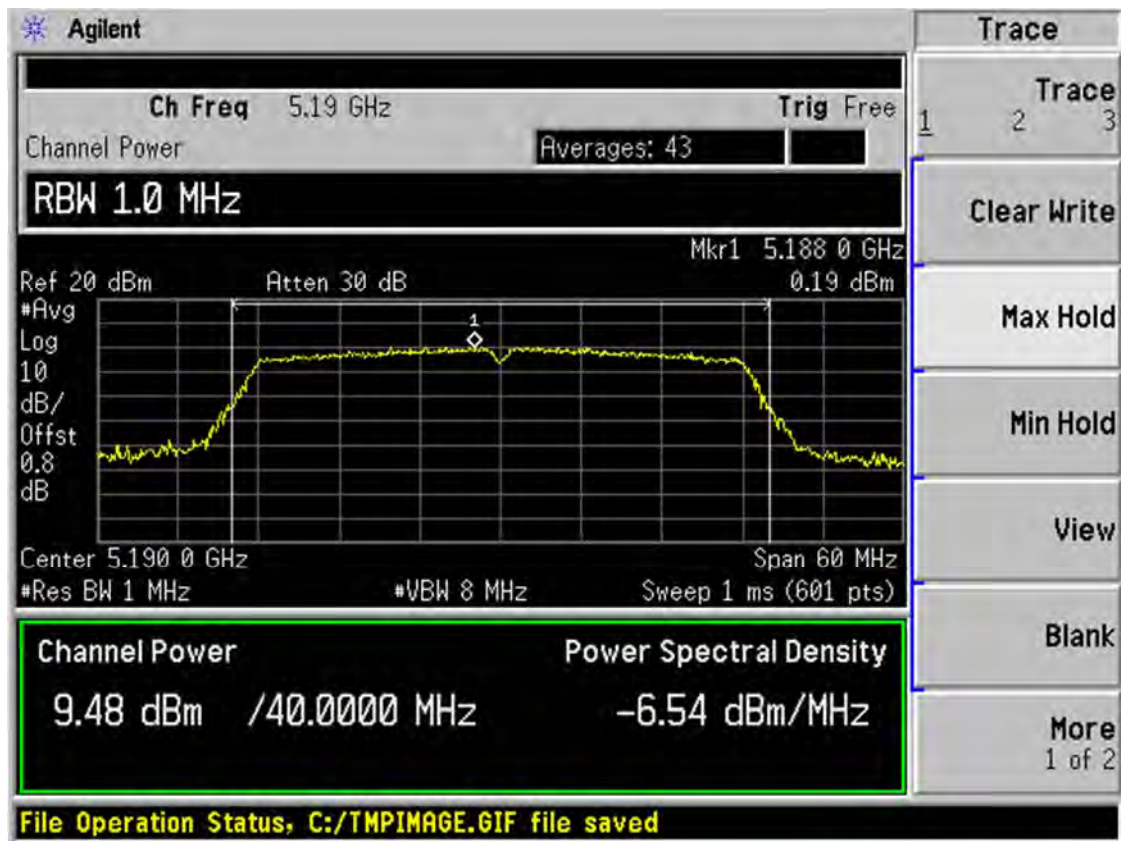 Agilent
Ch Freq 5.19 GHz Trig Free
Channel Power Averages: 43
RBW 1.0 MHz
Mkr1 5.188 0 GHz
Ref 20 dBm Atten 30 dB 0.19 dBm
#Avg
Log
10
dB/
Offst
0.8
dB
1
Center 5.190 0 GHz Span 60 MHz
#Res BW 1 MHz #VBW 8 MHz Sweep 1 ms (601 pts)
Channel Power Power Spectral Density
9.48 dBm /40.0000 MHz -6.54 dBm/MHz
File Operation Status, C:/TMPIMAGE.GIF file saved
Trace
Trace
1 2 3
Clear Write
Max Hold
Min Hold
View
Blank
More
1 of 2